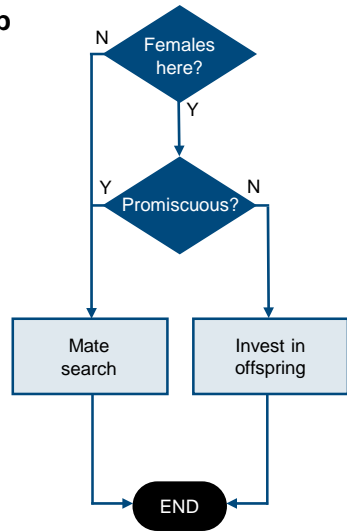 b
N
Females
here?
Y
Y
N
Promiscuous?
Mate
search
Invest in
offspring
END